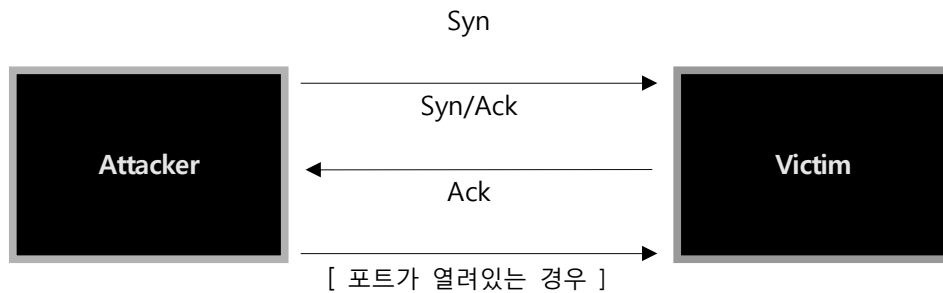 Syn
Syn/Ack
Attacker
Victim
Ack
[ 포트가 열려있는 경우 ]